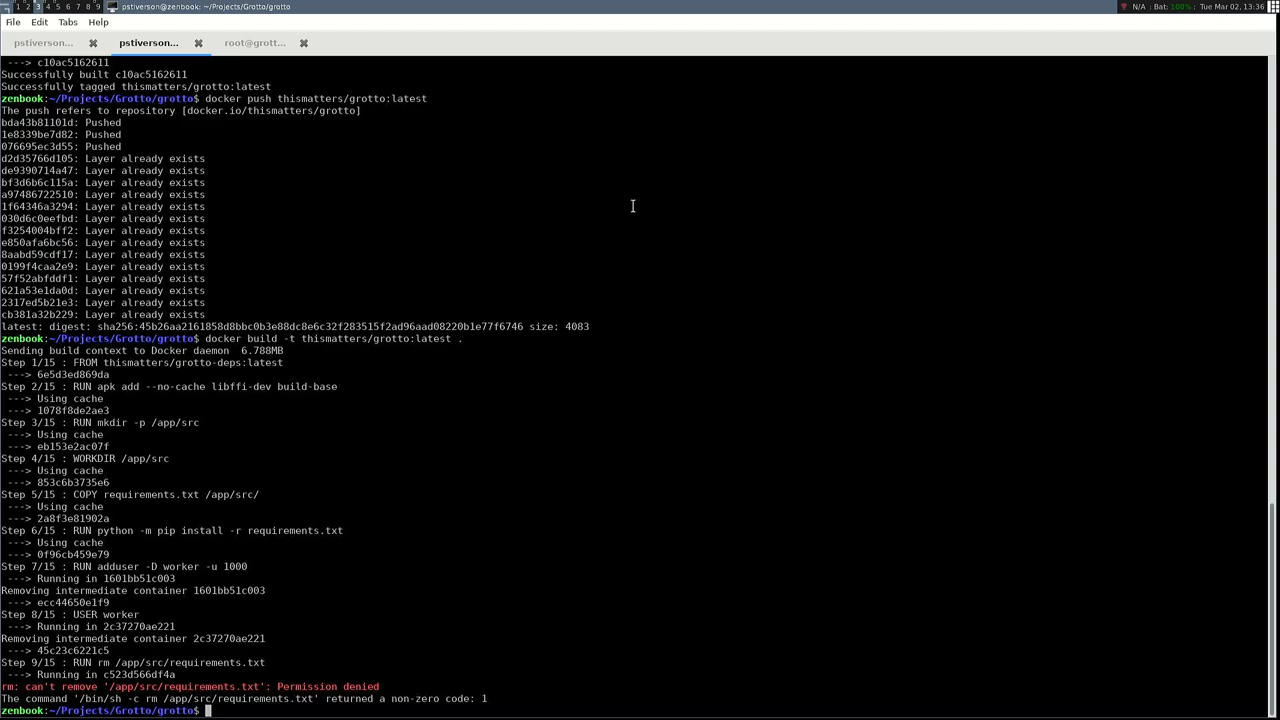 1 2 3 4 5 6 7 8 9 pstiverson@zenbook: ~/Projects/Grotto/grotto N/A : Bat: 100% : Tue Mar 02, 13:36
File Edit Tabs Help
pstiverson... pstiverson... root@grott...
---> c10ac5162611
Successfully built c10ac5162611
Successfully tagged thismatters/grotto:latest
zenbook:~/Projects/Grotto/grotto$ docker push thismatters/grotto:latest
The push refers to repository [docker.io/thismatters/grotto]
bda43b81101d: Pushed
1e8339be7d82: Pushed
076695ec3d55: Pushed
d2d35766d105: Layer already exists
de9390714a47: Layer already exists
bf3d6b6c115a: Layer already exists
a97486722510: Layer already exists
1f64346a3294: Layer already exists
030d6c0eefbd: Layer already exists
f3254004bff2: Layer already exists
e850afa6bc56: Layer already exists
8aabd59cdf17: Layer already exists
0199f4caa2e9: Layer already exists
57f52abfddf1: Layer already exists
621a53e1da0d: Layer already exists
2317ed5b21e3: Layer already exists
cb381a32b229: Layer already exists
latest: digest: sha256:45b26aa2161858d8bbc0b3e88dc8e6c32f283515f2ad96aad08220b1e77f6746 size: 4083
zenbook:~/Projects/Grotto/grotto$ docker build -t thismatters/grotto:latest .
Sending build context to Docker daemon  6.788MB
Step 1/15 : FROM thismatters/grotto-deps:latest
---> 6e5d3ed869da
Step 2/15 : RUN apk add --no-cache libffi-dev build-base
---> Using cache
---> 1078f8de2ae3
Step 3/15 : RUN mkdir -p /app/src
---> Using cache
---> eb153e2ac07f
Step 4/15 : WORKDIR /app/src
---> Using cache
---> 853c6b3735e6
Step 5/15 : COPY requirements.txt /app/src/
---> Using cache
---> 2a8f3e81902a
Step 6/15 : RUN python -m pip install -r requirements.txt
---> Using cache
---> 0f96cb459e79
Step 7/15 : RUN adduser -D worker -u 1000
---> Running in 1601bb51c003
Removing intermediate container 1601bb51c003
---> ecc44650e1f9
Step 8/15 : USER worker
---> Running in 2c37270ae221
Removing intermediate container 2c37270ae221
---> 45c23c6221c5
Step 9/15 : RUN rm /app/src/requirements.txt
---> Running in c523d566df4a
rm: can't remove '/app/src/requirements.txt': Permission denied
The command '/bin/sh -c rm /app/src/requirements.txt' returned a non-zero code: 1
zenbook:~/Projects/Grotto/grotto$